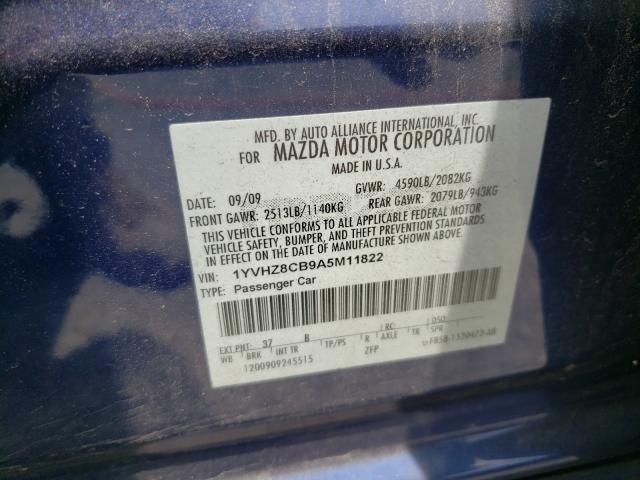 MFD. BY AUTO ALLIANCE INTERNATIONAL, INC.
FOR MAZDA MOTOR CORPORATION
MADE IN U.S.A.
DATE: 09/09 GVWR: 4590LB/2082KG
FRONT GAWR: 2513LB/1140KG REAR GAWR: 2079LB/943KG
THIS VEHICLE CONFORMS TO ALL APPLICABLE FEDERAL MOTOR
VEHICLE SAFETY, BUMPER, AND THEFT PREVENTION STANDARDS
IN EFFECT ON THE DATE OF MANUFACTURE SHOWN ABOVE.
VIN: 1YVHZ8CB9A5M11822
TYPE: Passenger Car
EXT PNT: 37 B RC: DSO:
WB BRK INT TR TP/PS R AXLE TR SPR
ZFP
1200909245515